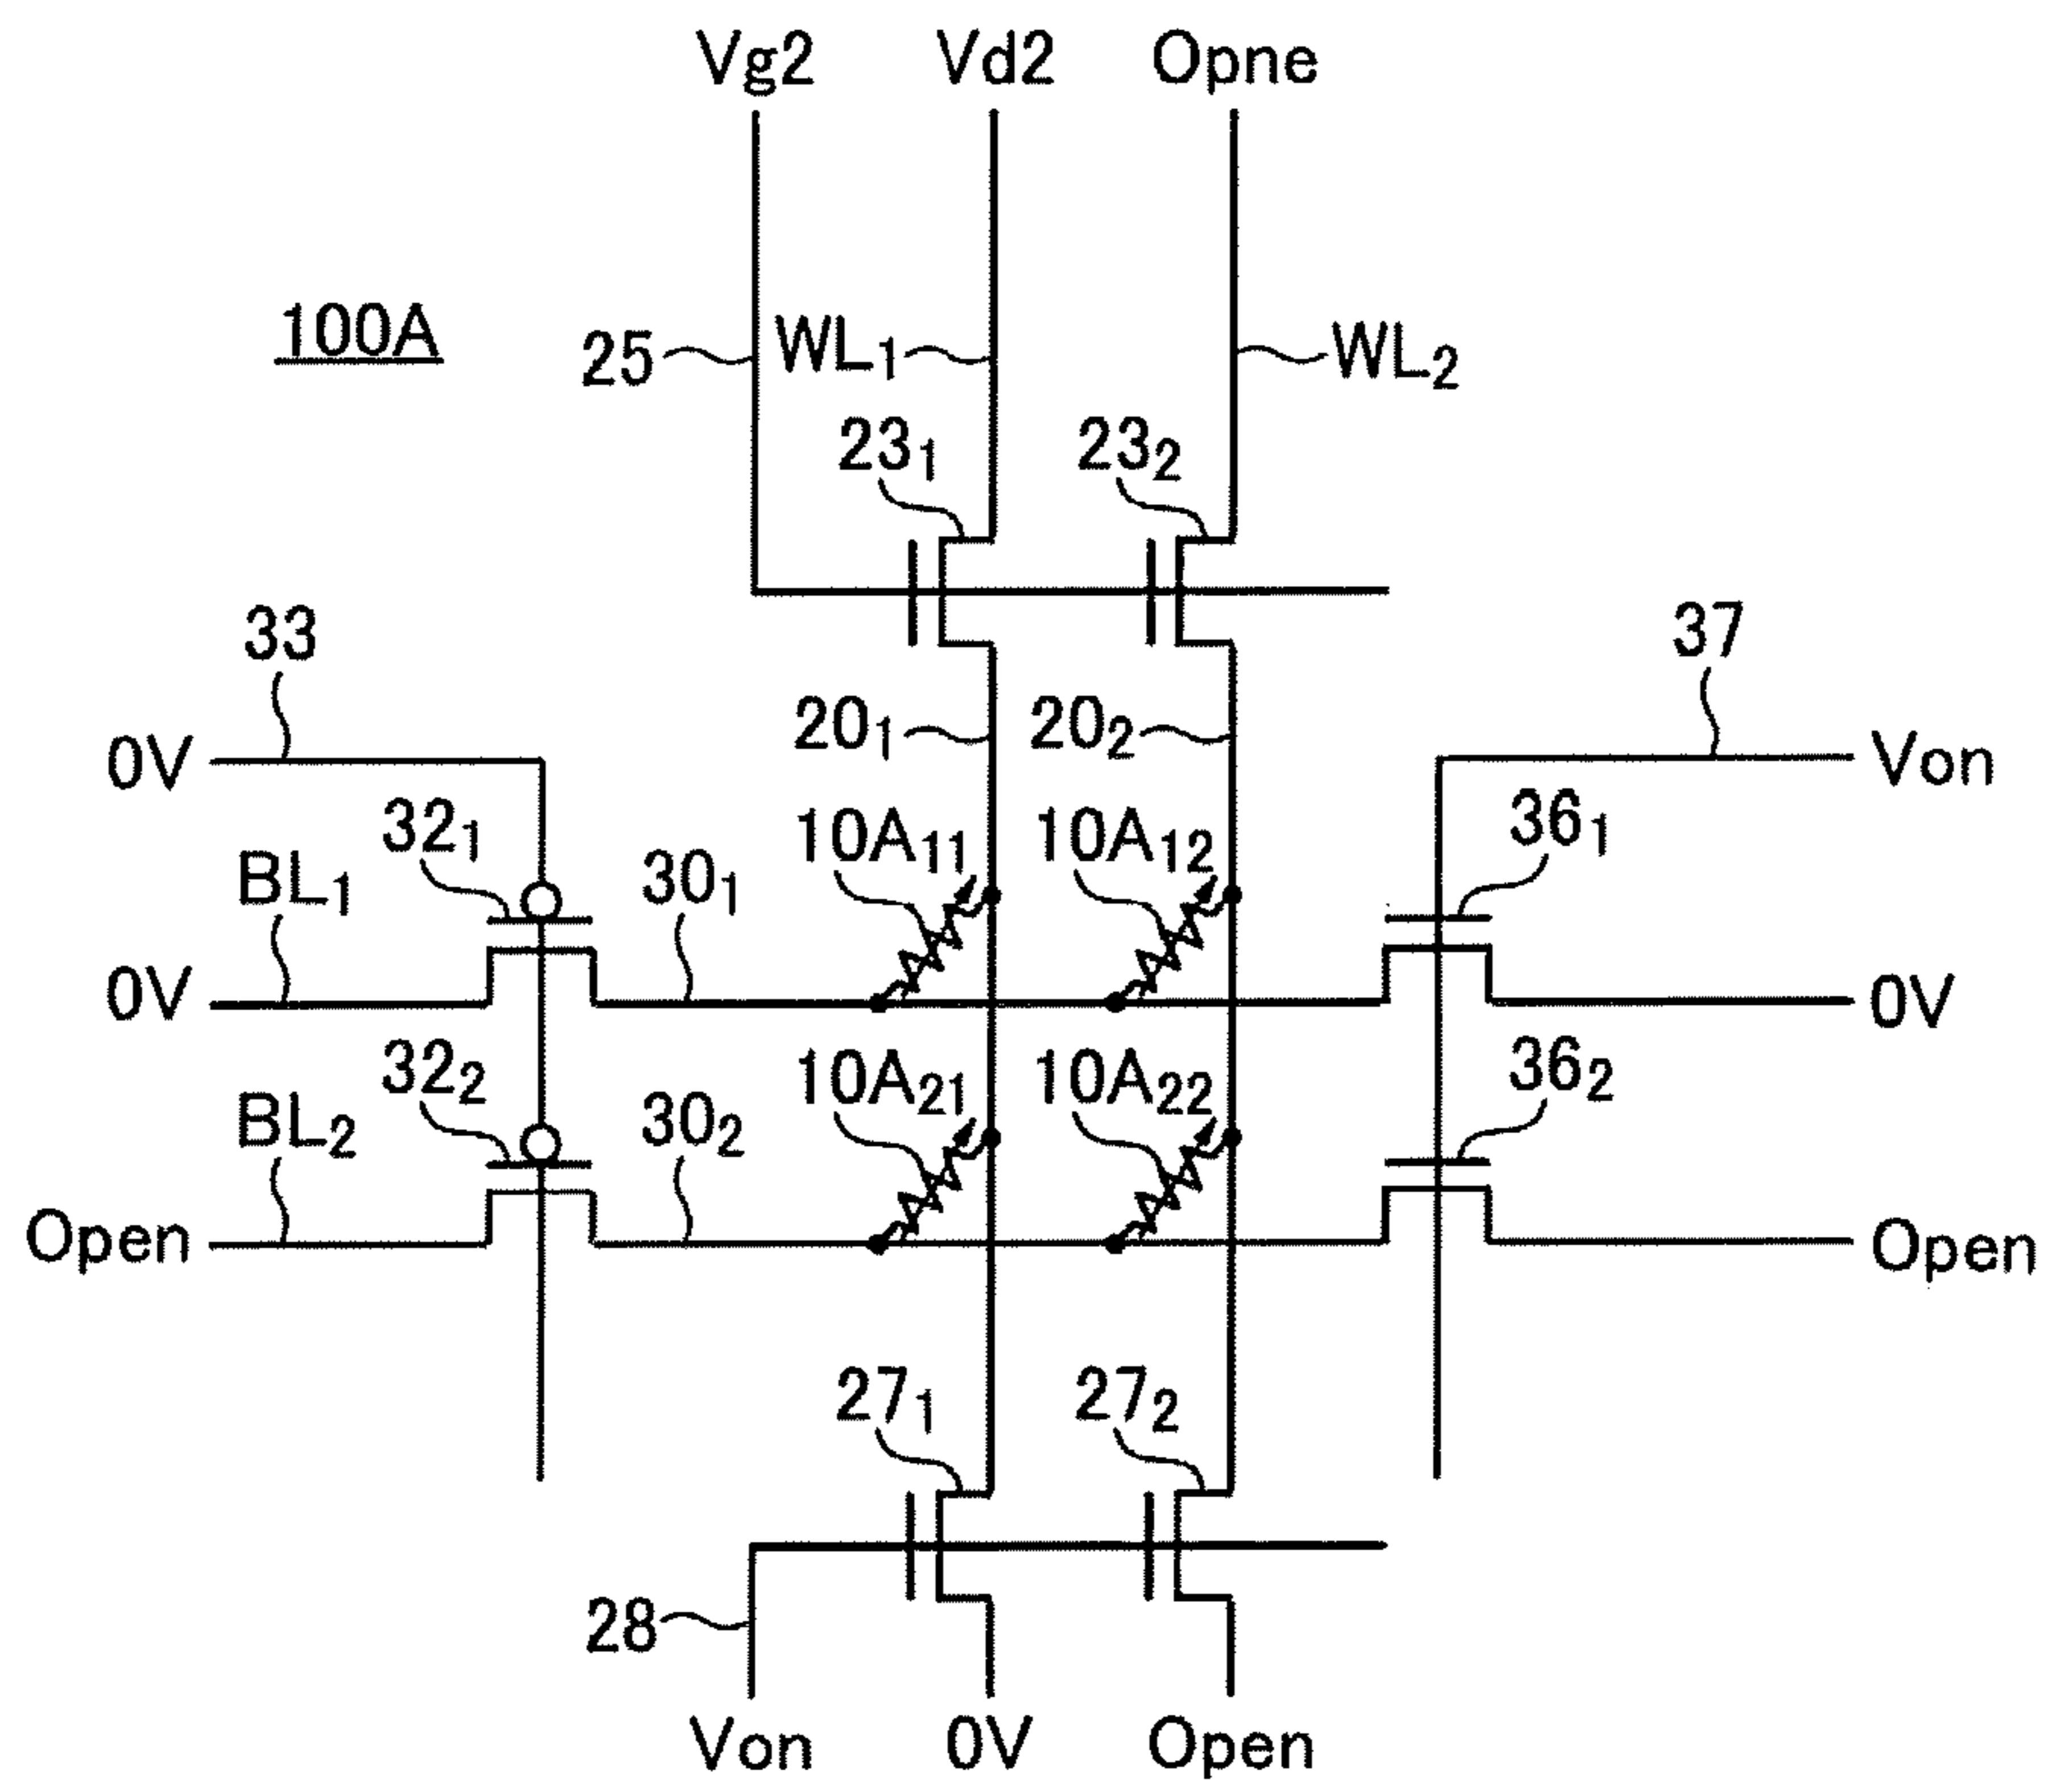 Vg2 Vd2 Opne
100A
25 WL1 WL2
231 232
33 37
201 202
0V Von
321 10A11 10A12 361
BL1 301
0V 0V
322 10A21 10A22 362
BL2 302
Open Open
271 272
28
Von 0V Open